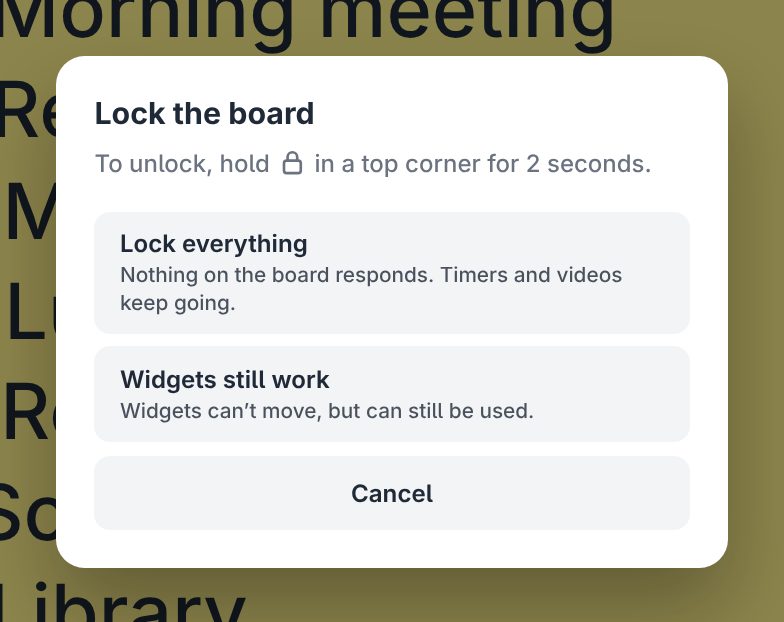 Morning meeting
Lock the board
To unlock, hold in a top corner for 2 seconds.
Lock everything
Nothing on the board responds. Timers and videos
keep going.
Widgets still work
Widgets can’t move, but can still be used.
Cancel
Library